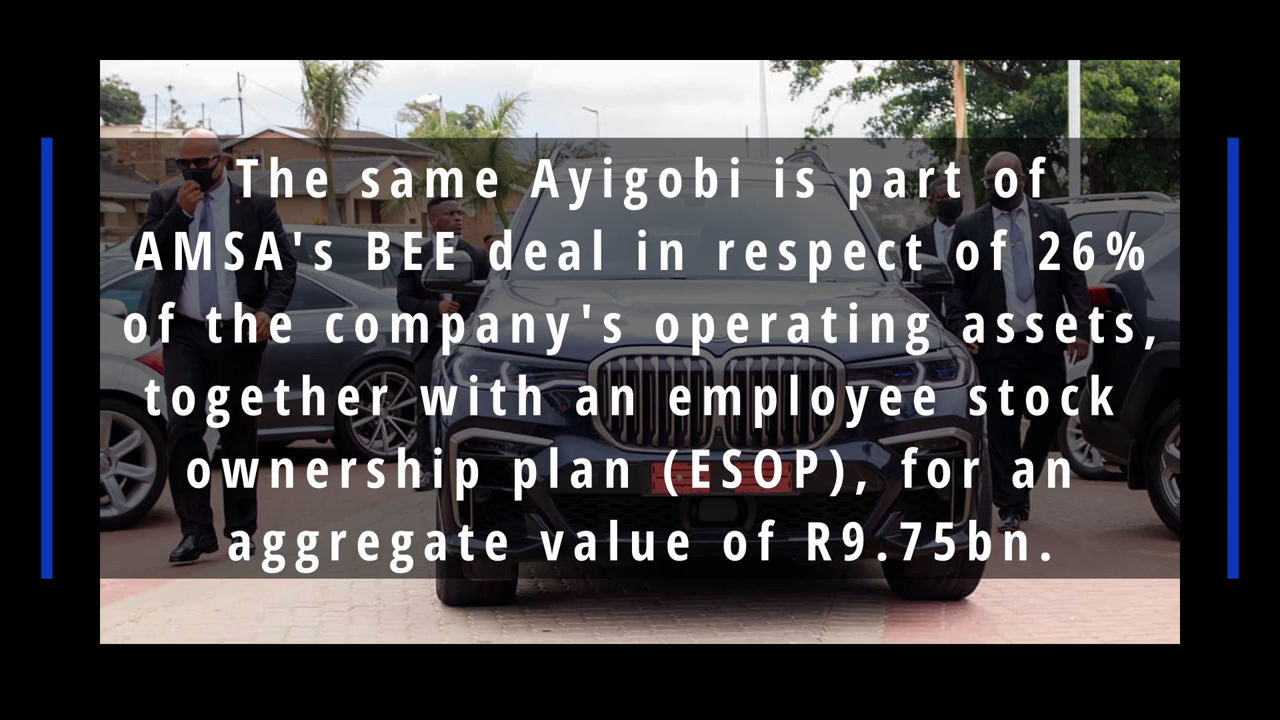 The same Ayigobi is part of
AMSA's BEE deal in respect of 26%
of the company's operating assets,
together with an employee stock
ownership plan (ESOP), for an
aggregate value of R9.75bn.